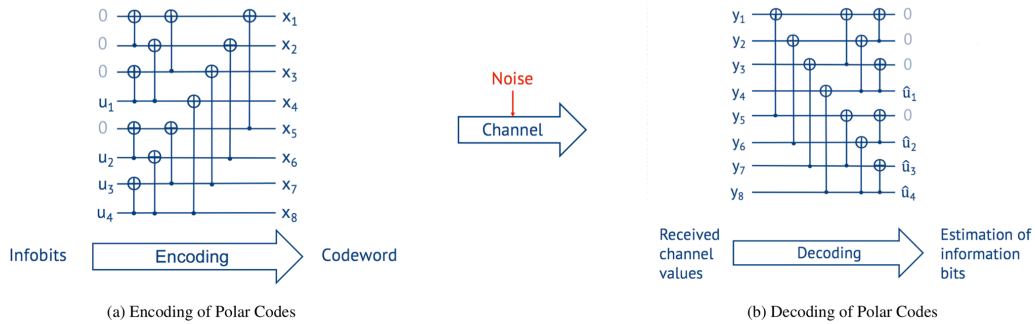 0 x₁
0 x₂
0 x₃
u₁ x₄
0 x₅
u₂ x₆
u₃ x₇
u₄ x₈
Infobits Encoding Codeword
(a) Encoding of Polar Codes
Noise
Channel
y₁ 0
y₂ 0
y₃ 0
y₄ û₁
y₅ 0
y₆ û₂
y₇ û₃
y₈ û₄
Received
channel
values
Decoding
Estimation of
information
bits
(b) Decoding of Polar Codes